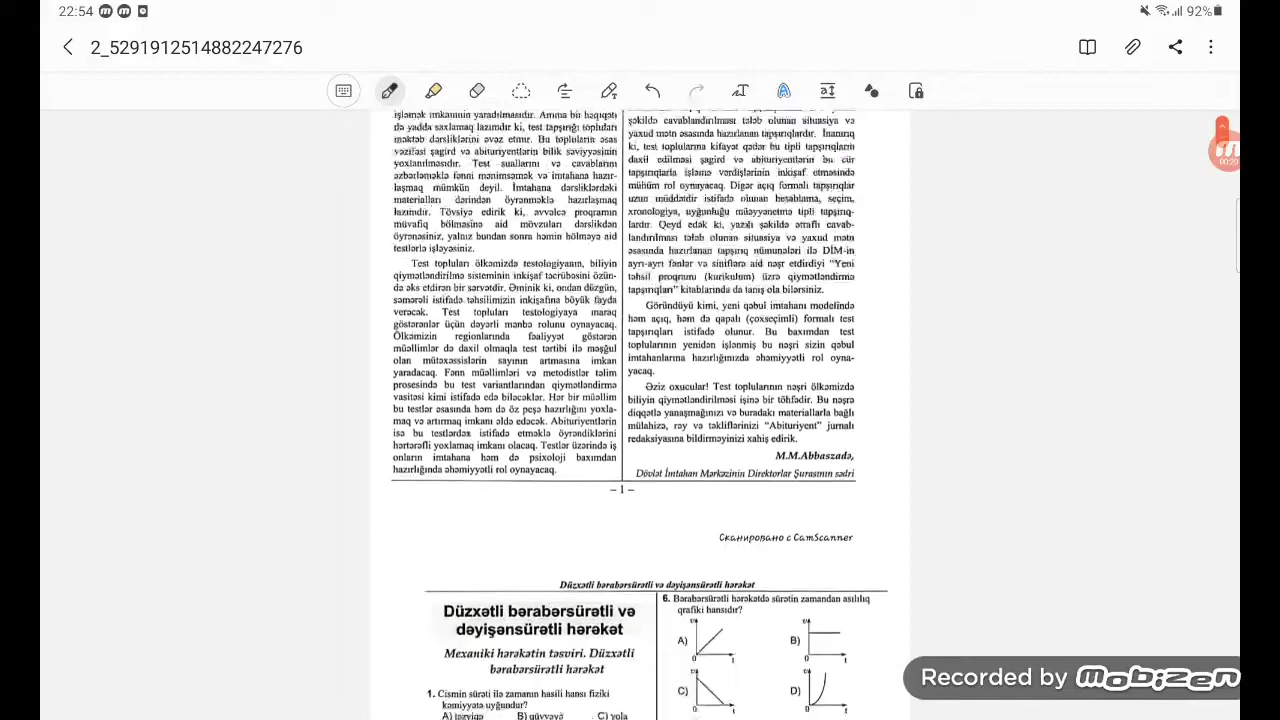 22:54
92%
2_5291912514882247276
00:20
işləmək imkanının yaradılmasıdır. Amma bir həqiqəti
də yadda saxlamaq lazımdır ki, test tapşırığı topluları
məktəb dərsliklərini əvəz etmir. Bu topluların əsas
vəzifəsi şagird və abituriyentlərin bilik səviyyəsinin
yoxlanılmasıdır. Test suallarını və cavablarını
əzbərləməklə fənni mənimsəmək və imtahana hazır-
laşmaq mümkün deyil. İmtahana dərsliklərdəki
materialları dərindən öyrənməklə hazırlaşmaq
lazımdır. Tövsiyə edirik ki, əvvəlcə proqramın
müvafiq bölməsinə aid mövzuları dərslikdən
öyrənəsiniz, yalnız bundan sonra həmin bölməyə aid
testlərlə işləyəsiniz.
Test topluları ölkəmizdə testologiyanın, biliyin
qiymətləndirilmə sisteminin inkişaf təcrübəsini özün-
də əks etdirən bir sərvətdir. Əminik ki, ondan düzgün,
səmərəli istifadə təhsilimizin inkişafına böyük fayda
verəcək. Test topluları testologiyaya maraq
göstərənlər üçün dəyərli mənbə rolunu oynayacaq.
Ölkəmizin regionlarında fəaliyyət göstərən
müəllimlər də daxil olmaqla test tərtibi ilə məşğul
olan mütəxəssislərin sayının artmasına imkan
yaradacaq. Fənn müəllimləri və metodistlər təlim
prosesində bu test variantlarından qiymətləndirmə
vasitəsi kimi istifadə edə biləcəklər. Hər bir müəllim
bu testlər əsasında həm də öz peşə hazırlığını yoxla-
maq və artırmaq imkanı əldə edəcək. Abituriyentlərin
isə bu testlərdən istifadə etməklə öyrəndiklərini
hərtərəfli yoxlamaq imkanı olacaq. Testlər üzərində iş
onların imtahana həm də psixoloji baxımdan
hazırlığında əhəmiyyətli rol oynayacaq.
şəkildə cavablandırılması tələb olunan situasiya və
yaxud mətn əsasında hazırlanan tapşırıqlardır. İnanırıq
ki, test toplularına kifayət qədər bu tipli tapşırıqların
daxil edilməsi şagird və abituriyentlərin bu cür
tapşırıqlarla işləmə vərdişlərinin inkişaf etməsində
mühüm rol oynayacaq. Digər açıq formalı tapşırıqlar
uzun müddətdir istifadə olunan hesablama, seçim,
xronologiya, uyğunluğu müəyyənetmə tipli tapşırıq-
lardır. Qeyd edək ki, yazılı şəkildə ətraflı cavab-
landırılması tələb olunan situasiya və yaxud mətn
əsasında hazırlanan tapşırıq nümunələri ilə DİM-in
ayrı-ayrı fənlər və siniflərə aid nəşr etdirdiyi “Yeni
təhsil proqramı (kurikulum) üzrə qiymətləndirmə
tapşırıqları” kitablarında da tanış ola bilərsiniz.
Göründüyü kimi, yeni qəbul imtahanı modelində
həm açıq, həm də qapalı (çoxseçimli) formalı test
tapşırıqları istifadə olunur. Bu baxımdan test
toplularının yenidən işlənmiş bu nəşri sizin qəbul
imtahanlarına hazırlığınızda əhəmiyyətli rol oyna-
yacaq.
Əziz oxucular! Test toplularının nəşri ölkəmizdə
biliyin qiymətləndirilməsi işinə bir töhfədir. Bu nəşrə
diqqətlə yanaşmağınızı və buradakı materiallarla bağlı
mülahizə, rəy və təkliflərinizi “Abituriyent” jurnalı
redaksiyasına bildirməyinizi xahiş edirik.
M.M.Abbaszadə,
Dövlət İmtahan Mərkəzinin Direktorlar Şurasının sədri
– 1 –
Сканировано с CamScanner
Düzxətli bərabərsürətli və dəyişənsürətli hərəkət
Düzxətli bərabərsürətli və
dəyişənsürətli hərəkət
Mexaniki hərəkətin təsviri. Düzxətli
bərabərsürətli hərəkət
1. Cismin sürəti ilə zamanın hasili hansı fiziki
kəmiyyətə uyğundur?
A) təzyiqə B) qüvvəyə C) yola
6. Bərabərsürətli hərəkətdə sürətin zamandan asılılıq
qrafiki hansıdır?
A) 0 t B) 0 t
C) 0 t D) 0 t
Recorded by mobizen